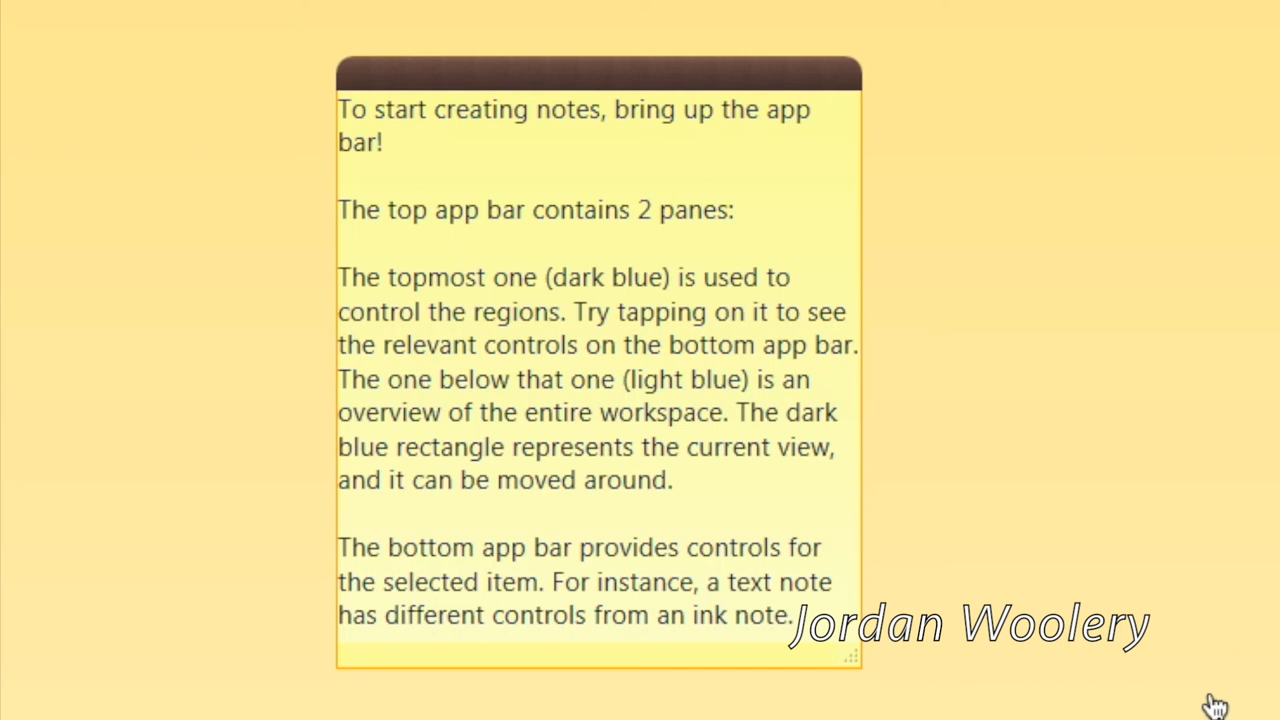 To start creating notes, bring up the app
bar!
The top app bar contains 2 panes:
The topmost one (dark blue) is used to
control the regions. Try tapping on it to see
the relevant controls on the bottom app bar.
The one below that one (light blue) is an
overview of the entire workspace. The dark
blue rectangle represents the current view,
and it can be moved around.
The bottom app bar provides controls for
the selected item. For instance, a text note
has different controls from an ink note.
Jordan Woolery